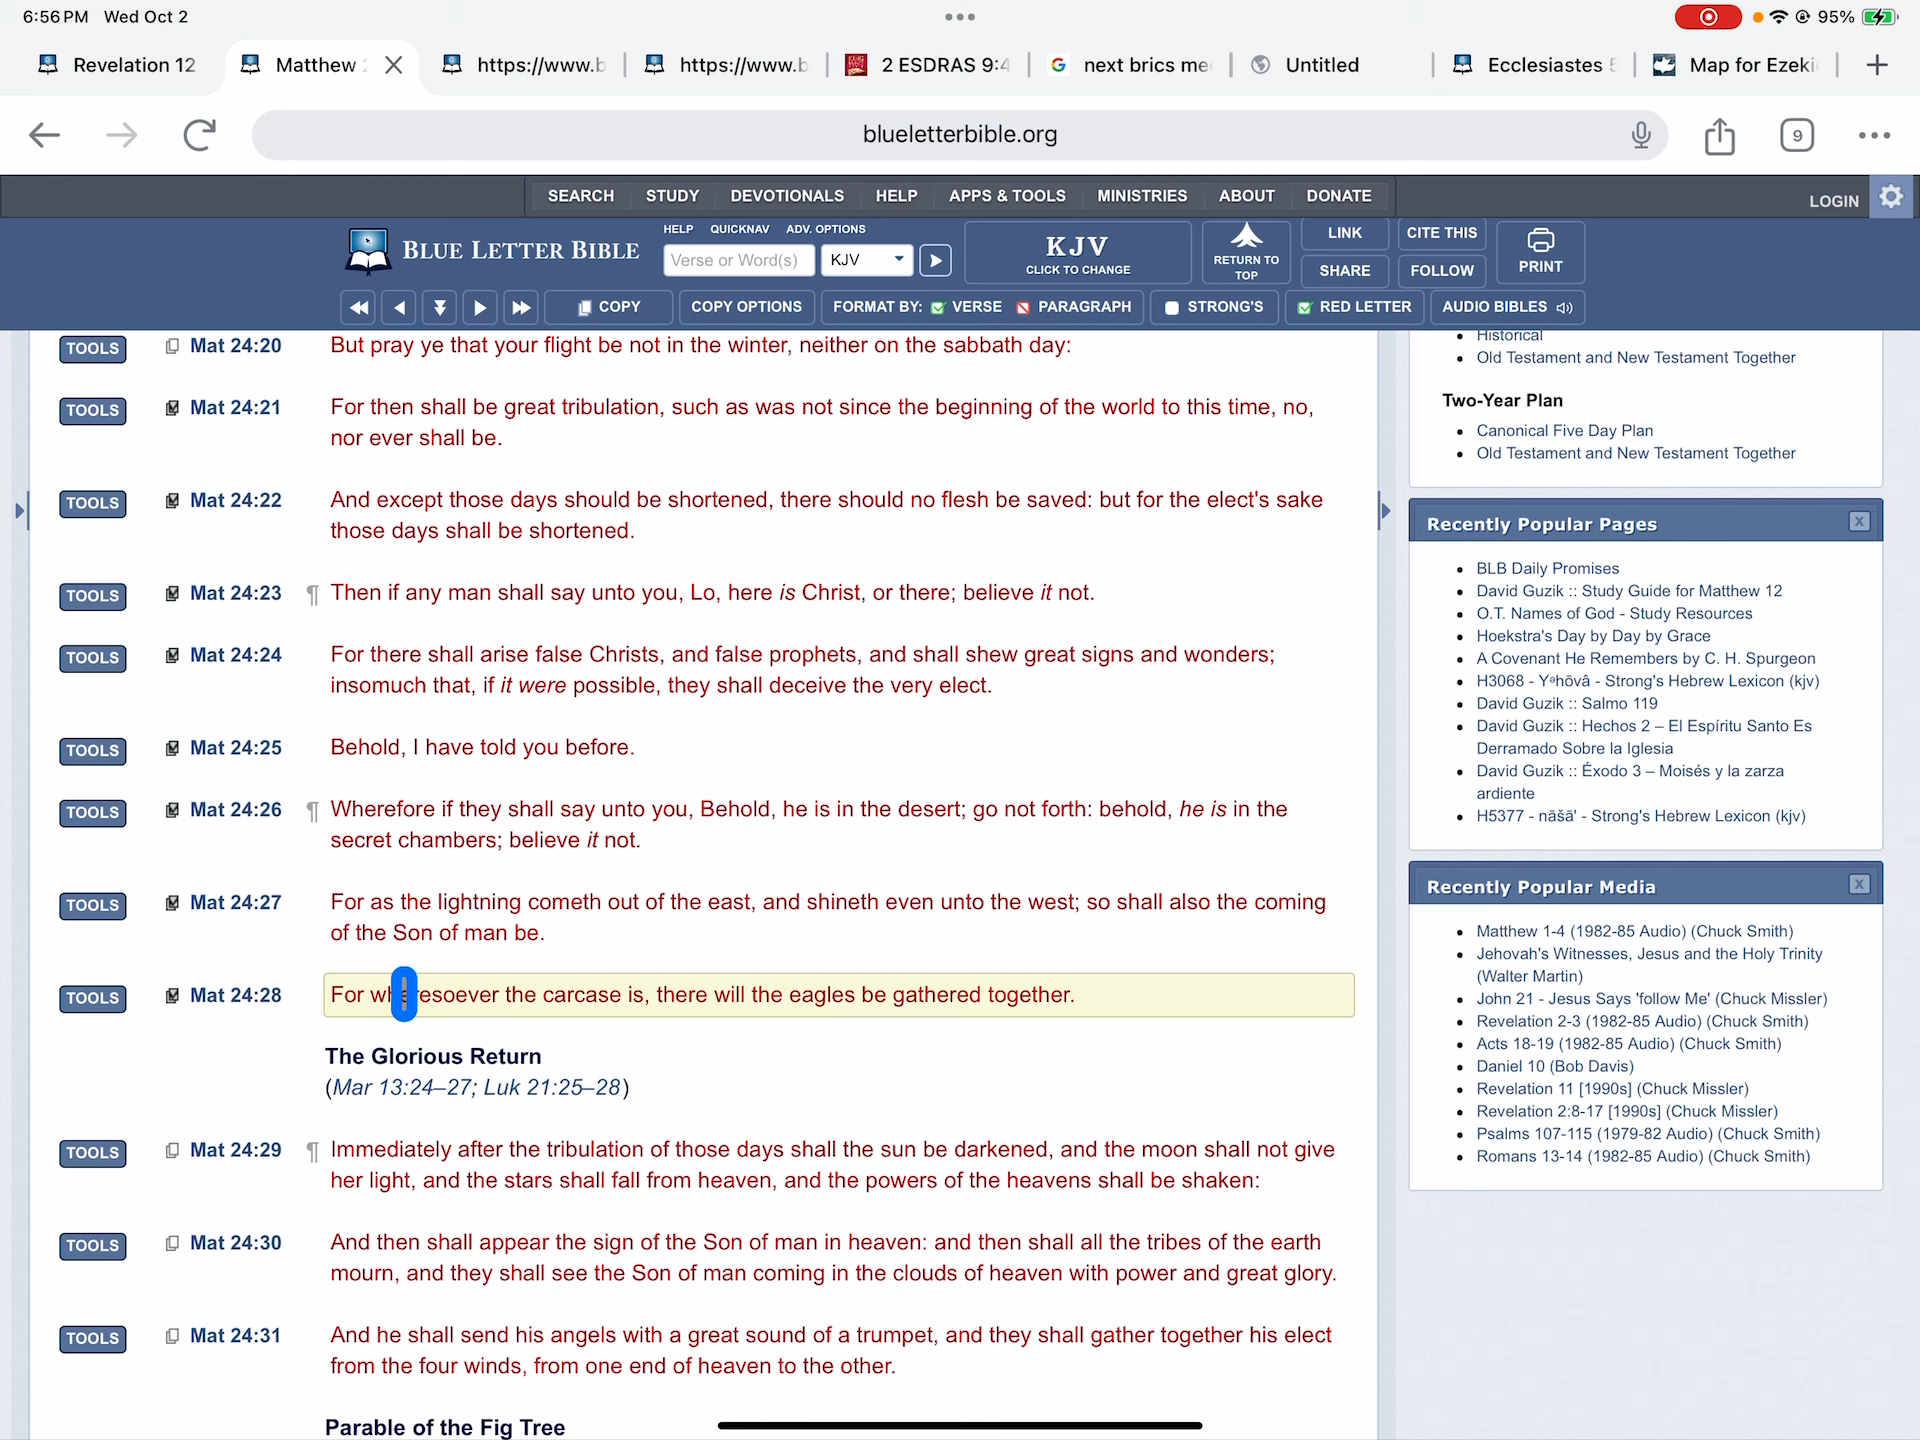 6:56 PM Wed Oct 2
95%
Revelation 12
Matthew 2
https://www.b
https://www.b
2 ESDRAS 9:4
next brics me
Untitled
Ecclesiastes 5
Map for Ezeki
blueletterbible.org
9
SEARCH STUDY DEVOTIONALS HELP APPS & TOOLS MINISTRIES ABOUT DONATE
LOGIN
BLUE LETTER BIBLE
HELP QUICKNAV ADV. OPTIONS
Verse or Word(s) KJV
KJV
CLICK TO CHANGE
RETURN TO
TOP
LINK
SHARE
CITE THIS
FOLLOW
PRINT
COPY COPY OPTIONS FORMAT BY: VERSE PARAGRAPH STRONG'S RED LETTER AUDIO BIBLES
TOOLS Mat 24:20 But pray ye that your flight be not in the winter, neither on the sabbath day:
TOOLS Mat 24:21 For then shall be great tribulation, such as was not since the beginning of the world to this time, no,
nor ever shall be.
TOOLS Mat 24:22 And except those days should be shortened, there should no flesh be saved: but for the elect's sake
those days shall be shortened.
TOOLS Mat 24:23 ¶ Then if any man shall say unto you, Lo, here is Christ, or there; believe it not.
TOOLS Mat 24:24 For there shall arise false Christs, and false prophets, and shall shew great signs and wonders;
insomuch that, if it were possible, they shall deceive the very elect.
TOOLS Mat 24:25 Behold, I have told you before.
TOOLS Mat 24:26 ¶ Wherefore if they shall say unto you, Behold, he is in the desert; go not forth: behold, he is in the
secret chambers; believe it not.
TOOLS Mat 24:27 For as the lightning cometh out of the east, and shineth even unto the west; so shall also the coming
of the Son of man be.
TOOLS Mat 24:28 For wheresoever the carcase is, there will the eagles be gathered together.
The Glorious Return
(Mar 13:24–27; Luk 21:25–28)
TOOLS Mat 24:29 ¶ Immediately after the tribulation of those days shall the sun be darkened, and the moon shall not give
her light, and the stars shall fall from heaven, and the powers of the heavens shall be shaken:
TOOLS Mat 24:30 And then shall appear the sign of the Son of man in heaven: and then shall all the tribes of the earth
mourn, and they shall see the Son of man coming in the clouds of heaven with power and great glory.
TOOLS Mat 24:31 And he shall send his angels with a great sound of a trumpet, and they shall gather together his elect
from the four winds, from one end of heaven to the other.
Parable of the Fig Tree
Historical
Old Testament and New Testament Together
Two-Year Plan
Canonical Five Day Plan
Old Testament and New Testament Together
Recently Popular Pages
BLB Daily Promises
David Guzik :: Study Guide for Matthew 12
O.T. Names of God - Study Resources
Hoekstra's Day by Day by Grace
A Covenant He Remembers by C. H. Spurgeon
H3068 - Yᵊhōvâ - Strong's Hebrew Lexicon (kjv)
David Guzik :: Salmo 119
David Guzik :: Hechos 2 – El Espíritu Santo Es
Derramado Sobre la Iglesia
David Guzik :: Éxodo 3 – Moisés y la zarza
ardiente
H5377 - nāšā' - Strong's Hebrew Lexicon (kjv)
Recently Popular Media
Matthew 1-4 (1982-85 Audio) (Chuck Smith)
Jehovah's Witnesses, Jesus and the Holy Trinity
(Walter Martin)
John 21 - Jesus Says 'follow Me' (Chuck Missler)
Revelation 2-3 (1982-85 Audio) (Chuck Smith)
Acts 18-19 (1982-85 Audio) (Chuck Smith)
Daniel 10 (Bob Davis)
Revelation 11 [1990s] (Chuck Missler)
Revelation 2:8-17 [1990s] (Chuck Missler)
Psalms 107-115 (1979-82 Audio) (Chuck Smith)
Romans 13-14 (1982-85 Audio) (Chuck Smith)